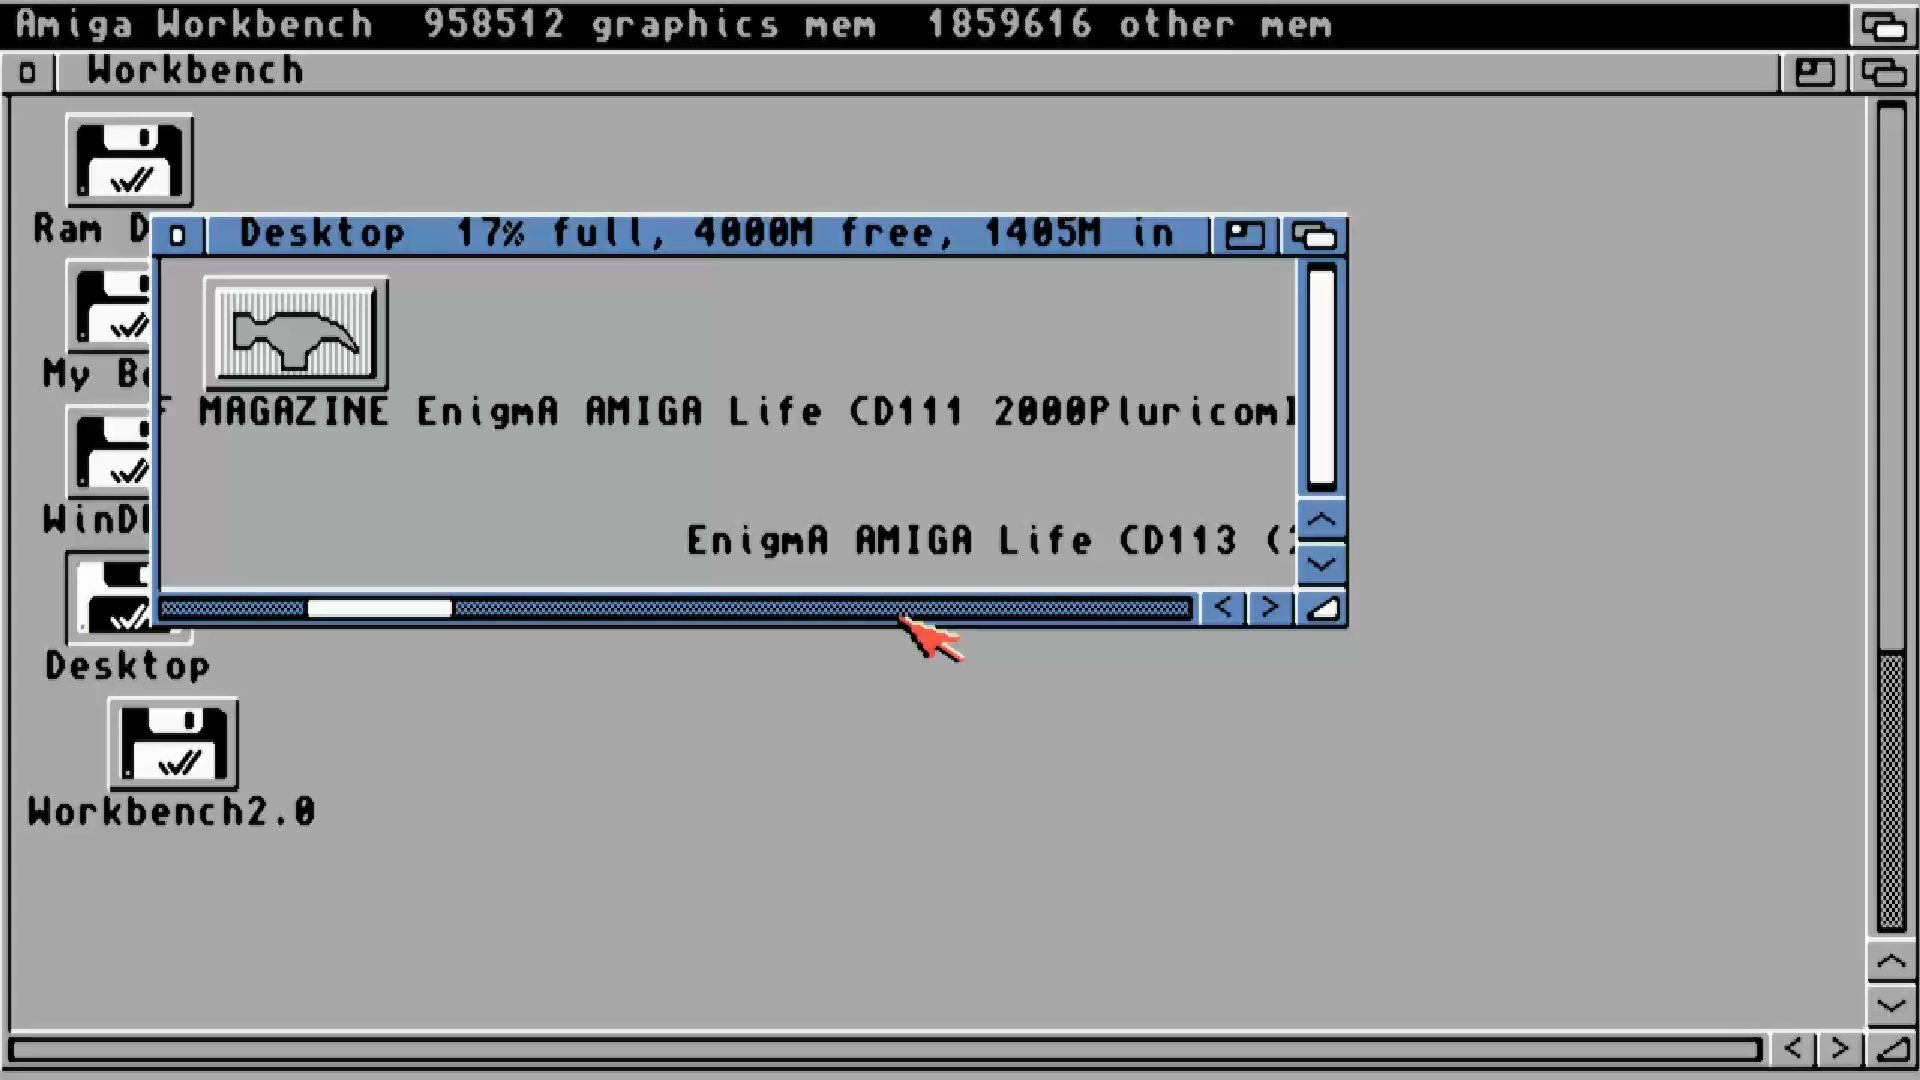 Amiga Workbench 958512 graphics mem 1859616 other mem
Workbench
Ram D
Desktop 17% full, 4000M free, 1405M in
My B
MAGAZINE EnigmA AMIGA Life CD111 2000PluricomI
WinD
EnigmA AMIGA Life CD113 (
Desktop
Workbench2.0